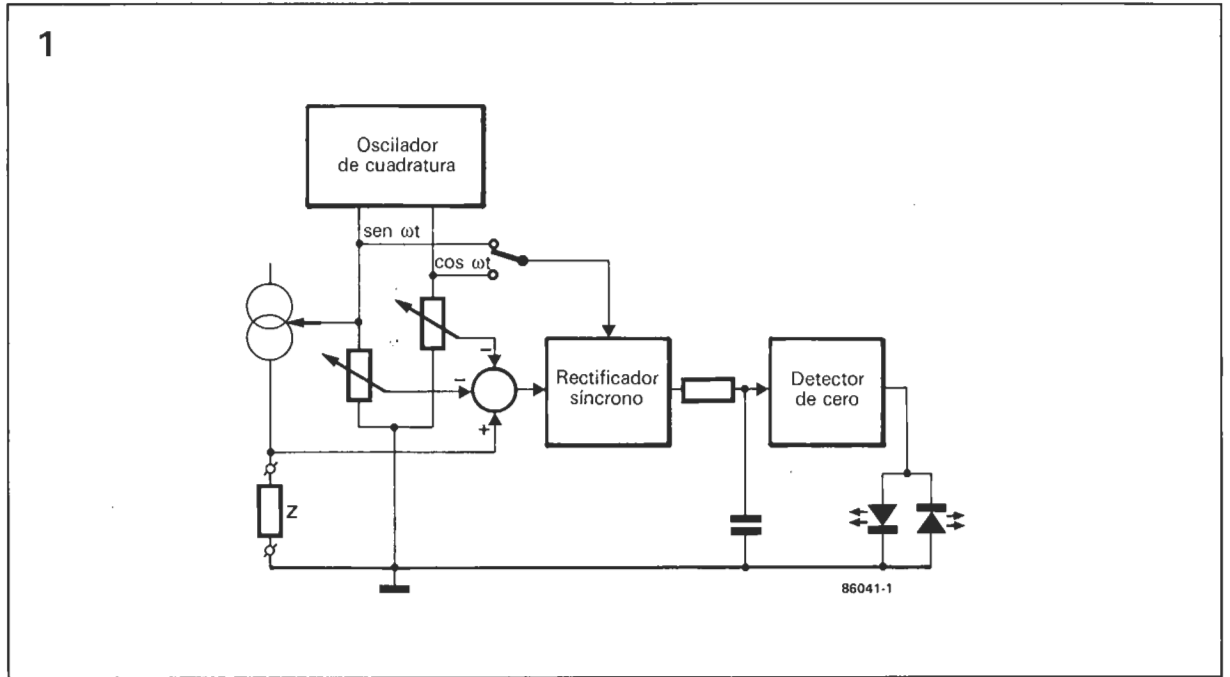 1
Oscilador
de cuadratura
sen ωt
cos ωt
−
−
+
Rectificador
síncrono
Detector
de cero
Z
86041-1